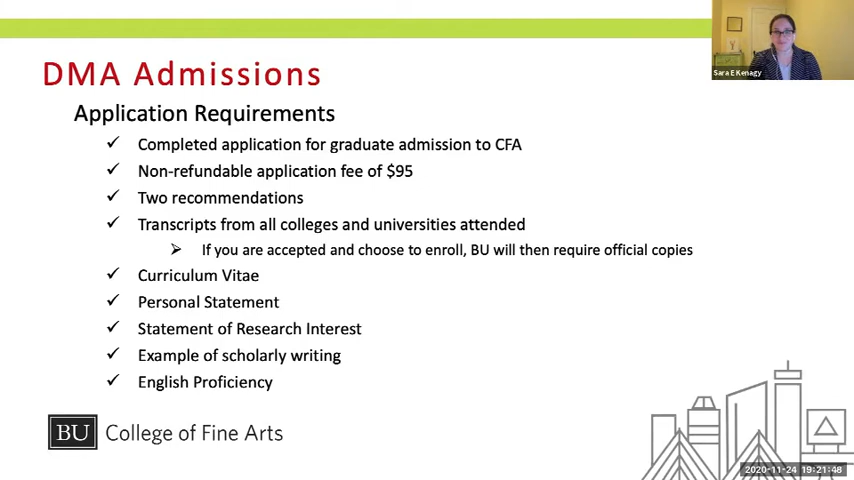 Sara E Kenagy
DMA Admissions
Application Requirements
✓ Completed application for graduate admission to CFA
✓ Non-refundable application fee of $95
✓ Two recommendations
✓ Transcripts from all colleges and universities attended
➢ If you are accepted and choose to enroll, BU will then require official copies
✓ Curriculum Vitae
✓ Personal Statement
✓ Statement of Research Interest
✓ Example of scholarly writing
✓ English Proficiency
BU College of Fine Arts
2020-11-24 19:21:48